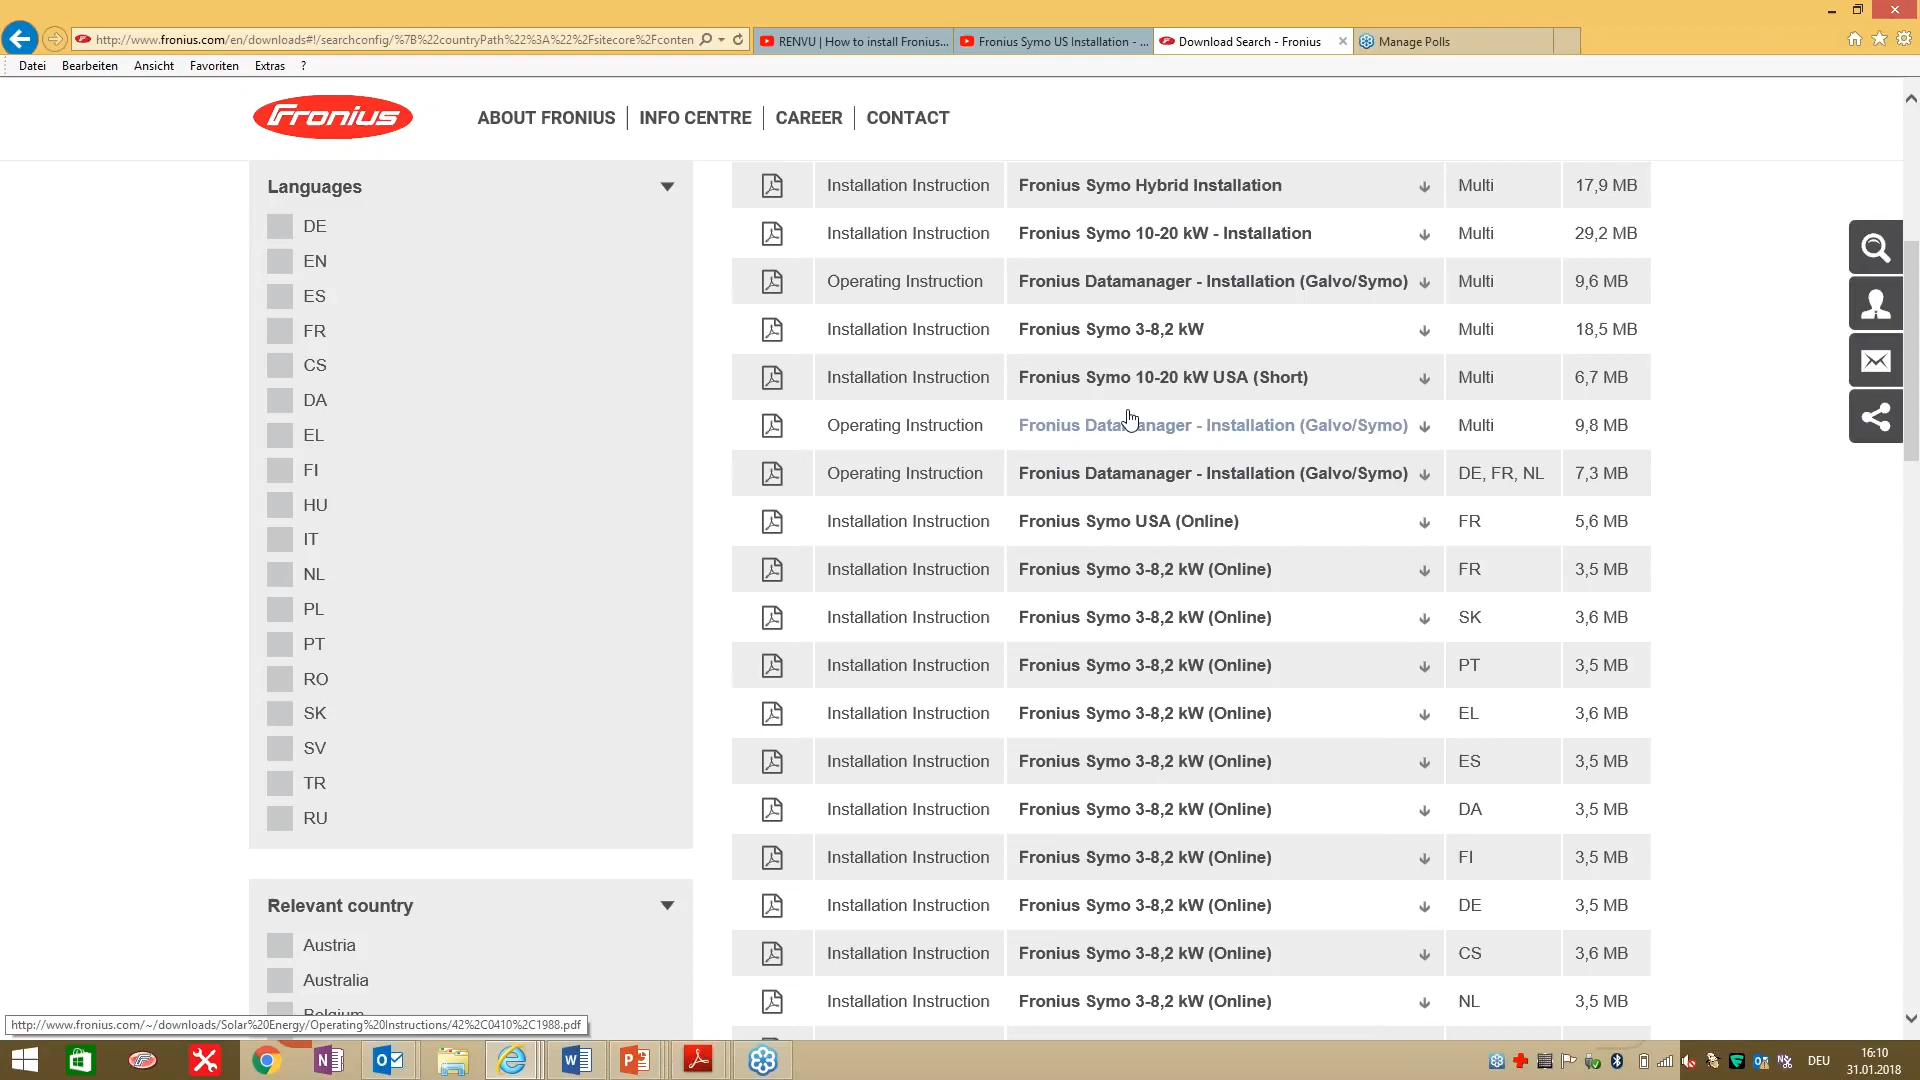 http://www.fronius.com/en/downloads#!/searchconfig/%7B%22countryPath%22%3A%22%2Fsitecore%2Fconten
RENVU | How to install Fronius...
Fronius Symo US Installation - ...
Download Search - Fronius
Manage Polls
Datei Bearbeiten Ansicht Favoriten Extras ?
Fronius
ABOUT FRONIUS INFO CENTRE CAREER CONTACT
Languages
DE
EN
ES
FR
CS
DA
EL
FI
HU
IT
NL
PL
PT
RO
SK
SV
TR
RU
Relevant country
Austria
Australia
Belgium
Installation Instruction Fronius Symo Hybrid Installation Multi 17,9 MB
Installation Instruction Fronius Symo 10-20 kW - Installation Multi 29,2 MB
Operating Instruction Fronius Datamanager - Installation (Galvo/Symo) Multi 9,6 MB
Installation Instruction Fronius Symo 3-8,2 kW Multi 18,5 MB
Installation Instruction Fronius Symo 10-20 kW USA (Short) Multi 6,7 MB
Operating Instruction Fronius Datamanager - Installation (Galvo/Symo) Multi 9,8 MB
Operating Instruction Fronius Datamanager - Installation (Galvo/Symo) DE, FR, NL 7,3 MB
Installation Instruction Fronius Symo USA (Online) FR 5,6 MB
Installation Instruction Fronius Symo 3-8,2 kW (Online) FR 3,5 MB
Installation Instruction Fronius Symo 3-8,2 kW (Online) SK 3,6 MB
Installation Instruction Fronius Symo 3-8,2 kW (Online) PT 3,5 MB
Installation Instruction Fronius Symo 3-8,2 kW (Online) EL 3,6 MB
Installation Instruction Fronius Symo 3-8,2 kW (Online) ES 3,5 MB
Installation Instruction Fronius Symo 3-8,2 kW (Online) DA 3,5 MB
Installation Instruction Fronius Symo 3-8,2 kW (Online) FI 3,5 MB
Installation Instruction Fronius Symo 3-8,2 kW (Online) DE 3,5 MB
Installation Instruction Fronius Symo 3-8,2 kW (Online) CS 3,6 MB
Installation Instruction Fronius Symo 3-8,2 kW (Online) NL 3,5 MB
http://www.fronius.com/~/downloads/Solar%20Energy/Operating%20Instructions/42%2C0410%2C1988.pdf
DEU
16:10
31.01.2018